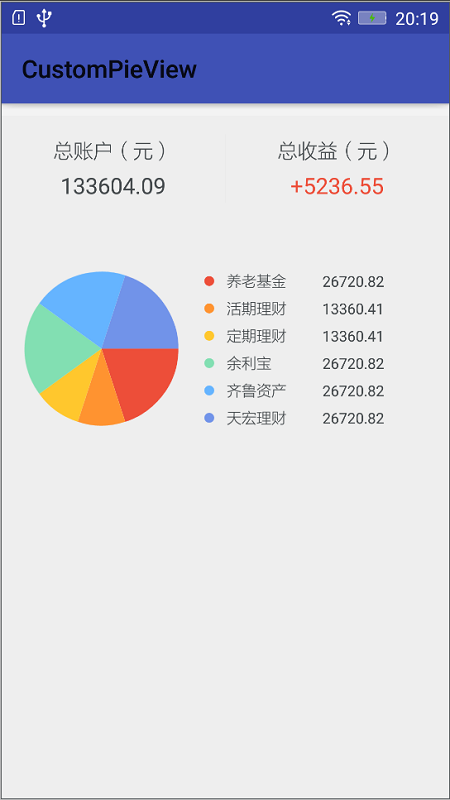 20:19
CustomPieView
总账户（元） 总收益（元）
133604.09 +5236.55
养老基金 26720.82
活期理财 13360.41
定期理财 13360.41
余利宝 26720.82
齐鲁资产 26720.82
天宏理财 26720.82